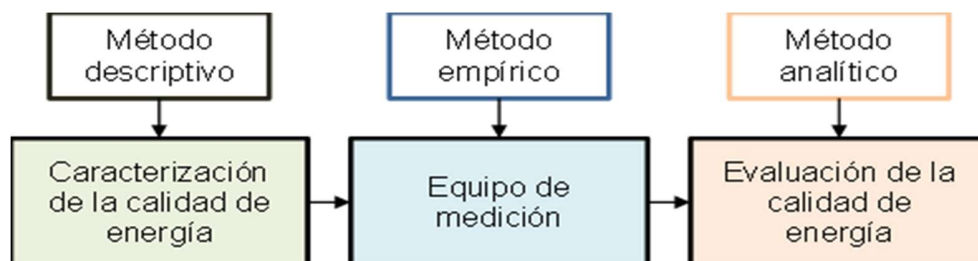 Método
descriptivo
Método
empírico
Método
analítico
Caracterización
de la calidad de
energía
Equipo de
medición
Evaluación de la
calidad de
energía